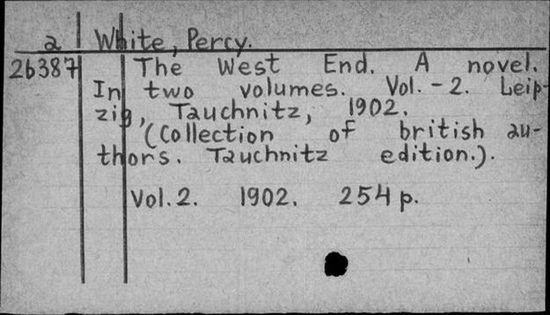 a White, Percy.
26387 The West End. A novel.
In two volumes. Vol.-2. Leip-
zig, Tauchnitz, 1902.
(Collection of british au-
thors. Tauchnitz edition.).
Vol. 2. 1902. 254 p.